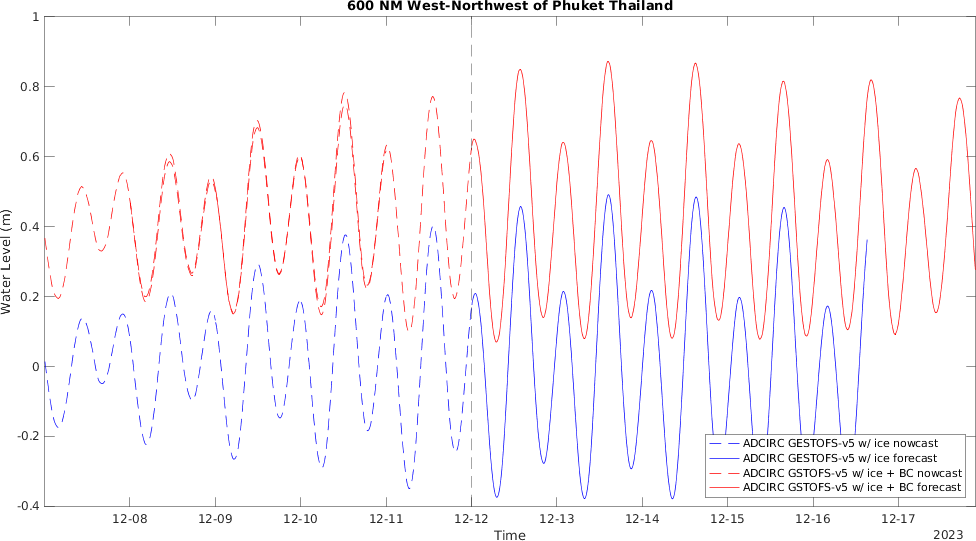 600 NM West-Northwest of Phuket Thailand
1
0.8
0.6
0.4
0.2
0
-0.2
-0.4
Water Level (m)
12-08
12-09
12-10
12-11
12-12
12-13
12-14
12-15
12-16
12-17
Time
2023
ADCIRC GESTOFS-v5 w/ ice nowcast
ADCIRC GESTOFS-v5 w/ ice forecast
ADCIRC GSTOFS-v5 w/ ice + BC nowcast
ADCIRC GSTOFS-v5 w/ ice + BC forecast